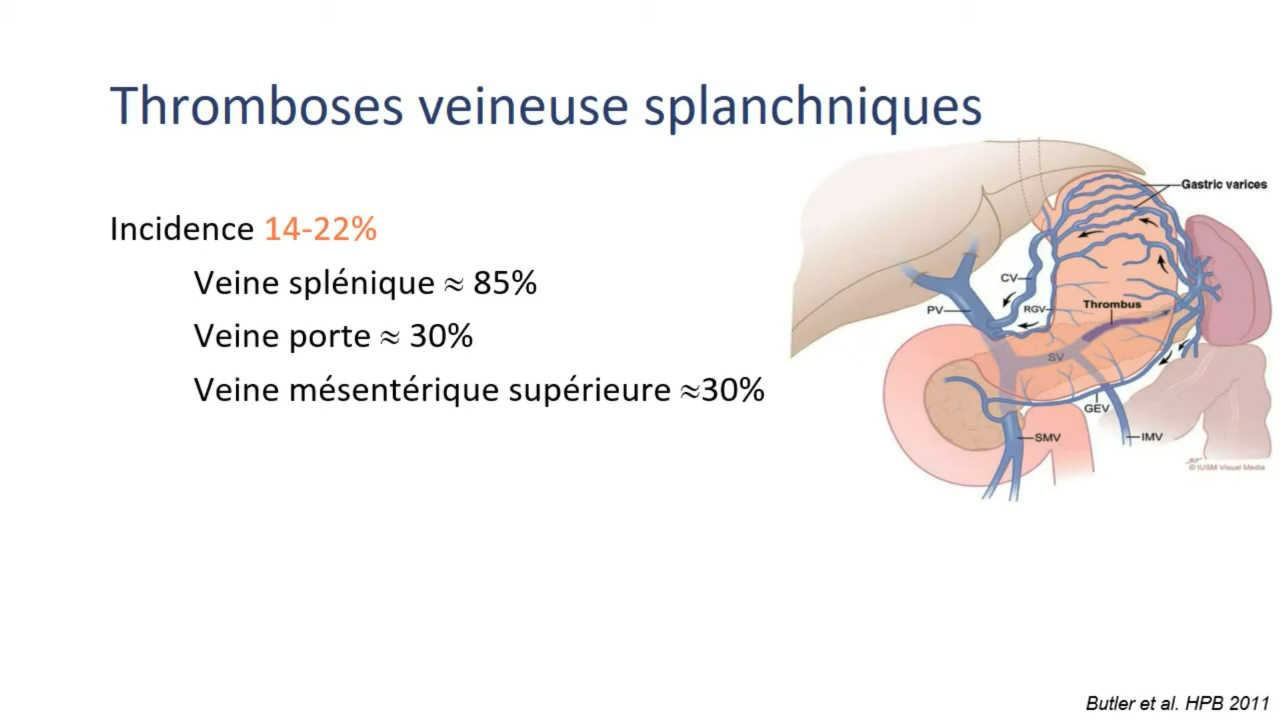 Thromboses veineuse splanchniques
Incidence 14-22%
Veine splénique ≈ 85%
Veine porte ≈ 30%
Veine mésentérique supérieure ≈30%
Gastric varices
CV
PV
RGV
Thrombus
SV
GEV
SMV
IMV
© IUSM Visual Media
Butler et al. HPB 2011